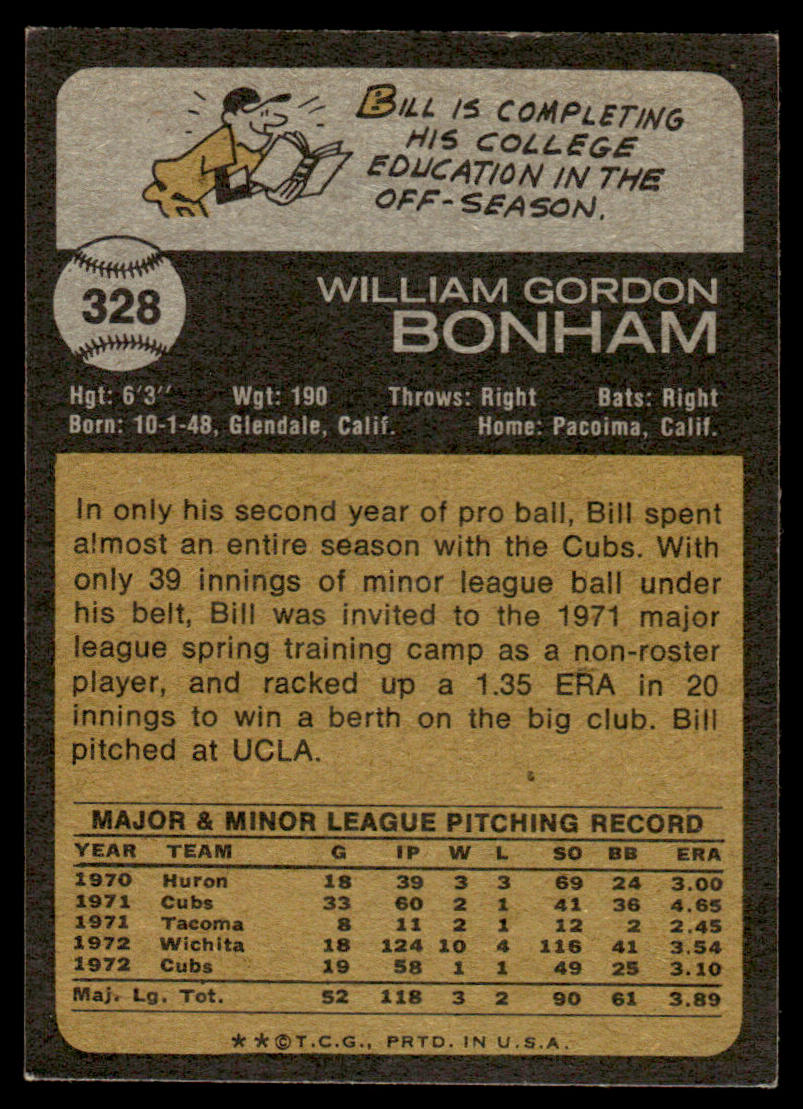 BILL IS COMPLETING
HIS COLLEGE
EDUCATION IN THE
OFF-SEASON.
328
WILLIAM GORDON
BONHAM
Hgt: 6'3" Wgt: 190 Throws: Right Bats: Right
Born: 10-1-48, Glendale, Calif. Home: Pacoima, Calif.
In only his second year of pro ball, Bill spent
almost an entire season with the Cubs. With
only 39 innings of minor league ball under
his belt, Bill was invited to the 1971 major
league spring training camp as a non-roster
player, and racked up a 1.35 ERA in 20
innings to win a berth on the big club. Bill
pitched at UCLA.
MAJOR & MINOR LEAGUE PITCHING RECORD
YEAR TEAM G IP W L SO BB ERA
1970 Huron 18 39 3 3 69 24 3.00
1971 Cubs 33 60 2 1 41 36 4.65
1971 Tacoma 8 11 2 1 12 2 2.45
1972 Wichita 18 124 10 4 116 41 3.54
1972 Cubs 19 58 1 1 49 25 3.10
Maj. Lg. Tot. 52 118 3 2 90 61 3.89
**©T.C.G., PRTD. IN U.S.A.